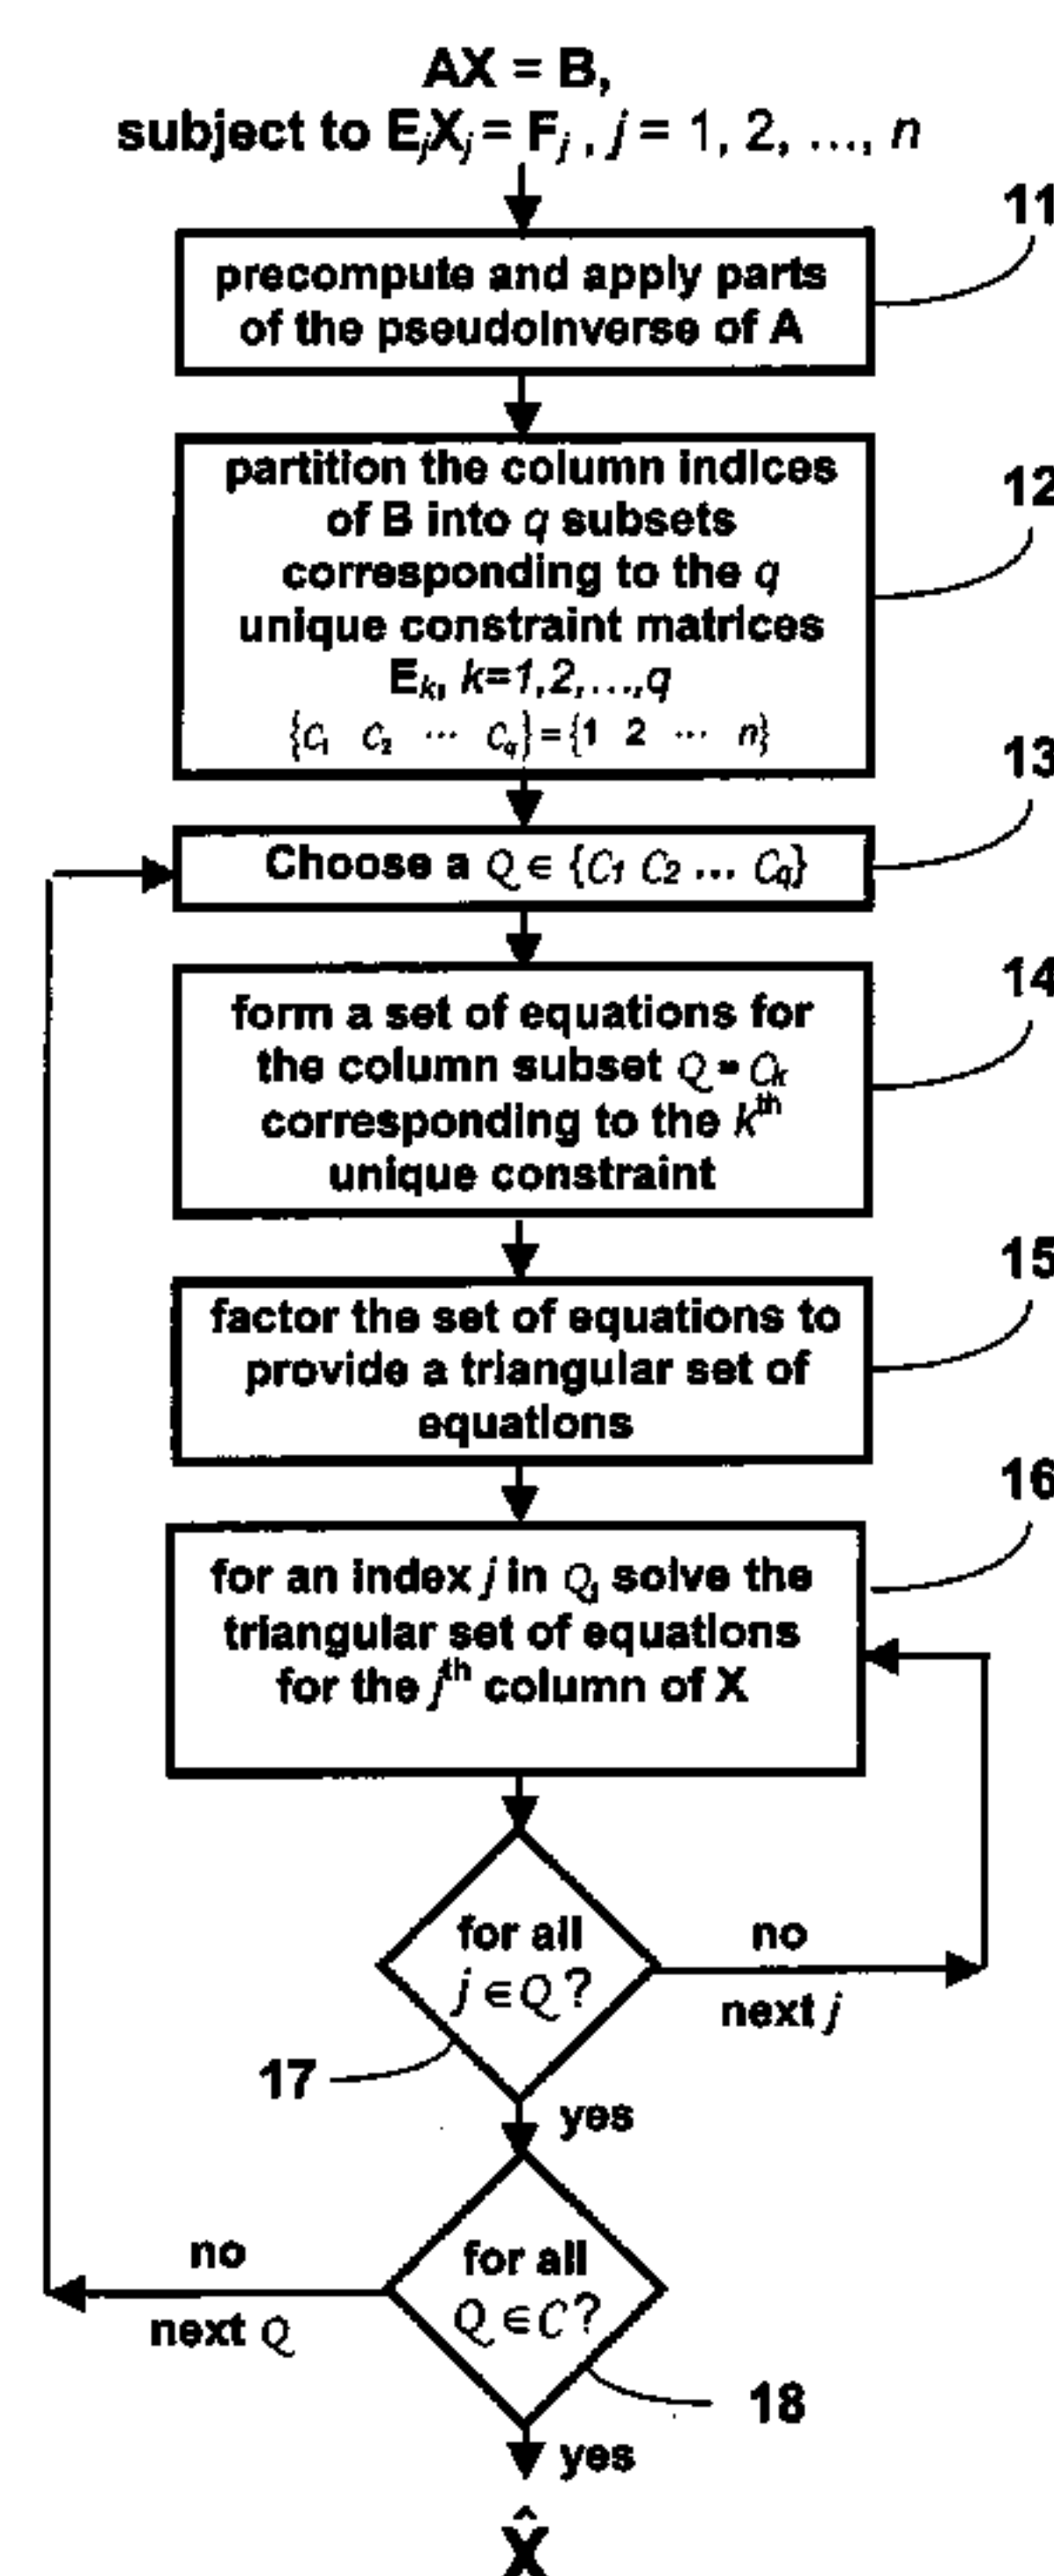 AX = B,
subject to EjXj = Fj , j = 1, 2, ..., n
11
precompute and apply parts
of the pseudoinverse of A
12
partition the column indices
of B into q subsets
corresponding to the q
unique constraint matrices
Ek, k=1,2,...,q
{C1 C2 ⋯ Cq} = {1 2 ⋯ n}
13
Choose a Q ∈ {C1 C2 ... Cq}
14
form a set of equations for
the column subset Q = Ck
corresponding to the kth
unique constraint
15
factor the set of equations to
provide a triangular set of
equations
16
for an index j in Q, solve the
triangular set of equations
for the jth column of X
for all
j ∈ Q ?
no
next j
17
yes
for all
Q ∈ C ?
no
next Q
18
yes
X̂